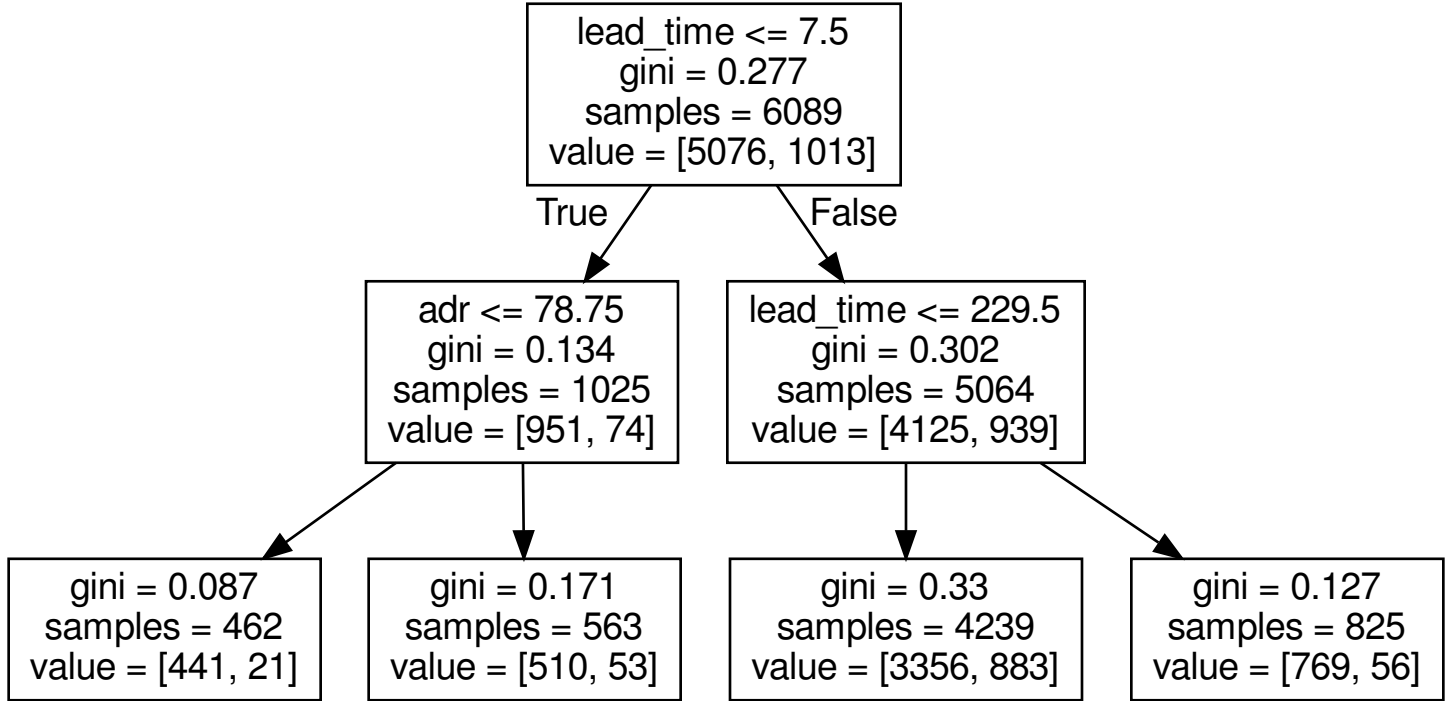 lead_time <= 7.5
gini = 0.277
samples = 6089
value = [5076, 1013]
True
False
adr <= 78.75
gini = 0.134
samples = 1025
value = [951, 74]
lead_time <= 229.5
gini = 0.302
samples = 5064
value = [4125, 939]
gini = 0.087
samples = 462
value = [441, 21]
gini = 0.171
samples = 563
value = [510, 53]
gini = 0.33
samples = 4239
value = [3356, 883]
gini = 0.127
samples = 825
value = [769, 56]